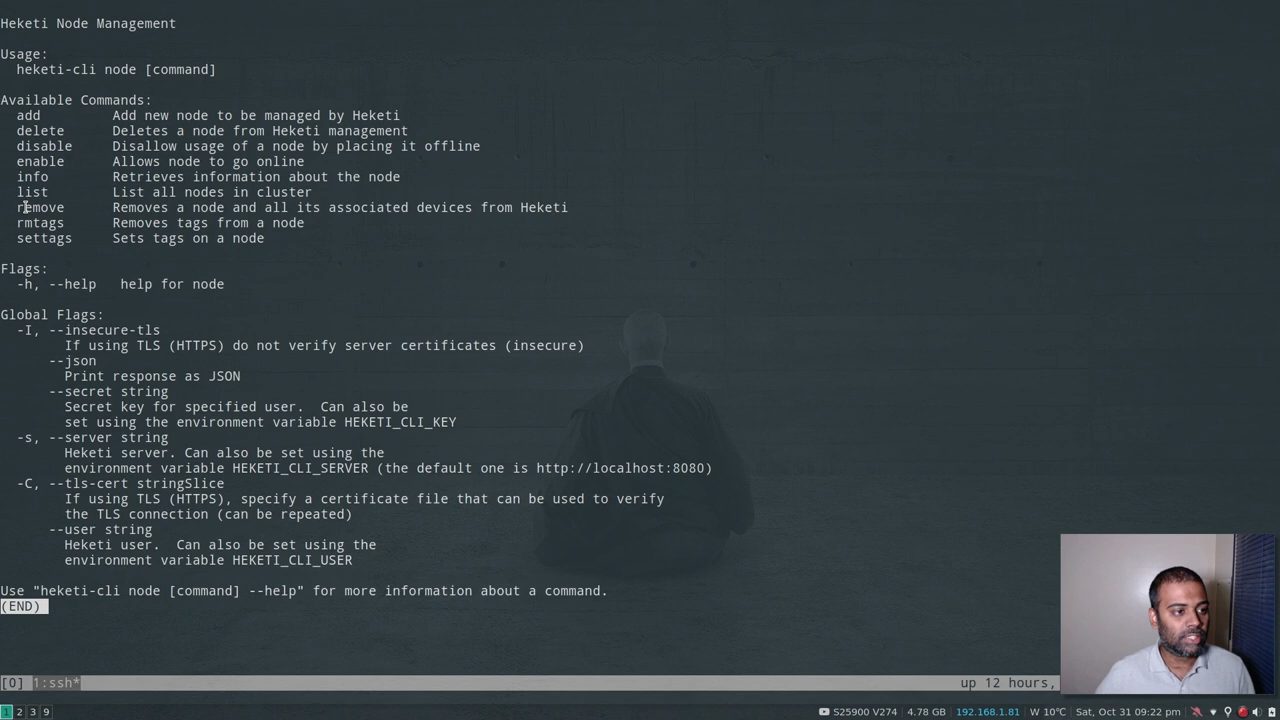 Heketi Node Management
Usage:
heketi-cli node [command]
Available Commands:
add Add new node to be managed by Heketi
delete Deletes a node from Heketi management
disable Disallow usage of a node by placing it offline
enable Allows node to go online
info Retrieves information about the node
list List all nodes in cluster
remove Removes a node and all its associated devices from Heketi
rmtags Removes tags from a node
settags Sets tags on a node
Flags:
-h, --help help for node
Global Flags:
-I, --insecure-tls
If using TLS (HTTPS) do not verify server certificates (insecure)
--json
Print response as JSON
--secret string
Secret key for specified user. Can also be
set using the environment variable HEKETI_CLI_KEY
-s, --server string
Heketi server. Can also be set using the
environment variable HEKETI_CLI_SERVER (the default one is http://localhost:8080)
-C, --tls-cert stringSlice
If using TLS (HTTPS), specify a certificate file that can be used to verify
the TLS connection (can be repeated)
--user string
Heketi user. Can also be set using the
environment variable HEKETI_CLI_USER
Use "heketi-cli node [command] --help" for more information about a command.
(END)
[0] 1:ssh* up 12 hours,
1 2 3 9 S25900 V274 4.78 GB 192.168.1.81 W 10°C Sat, Oct 31 09:22 pm